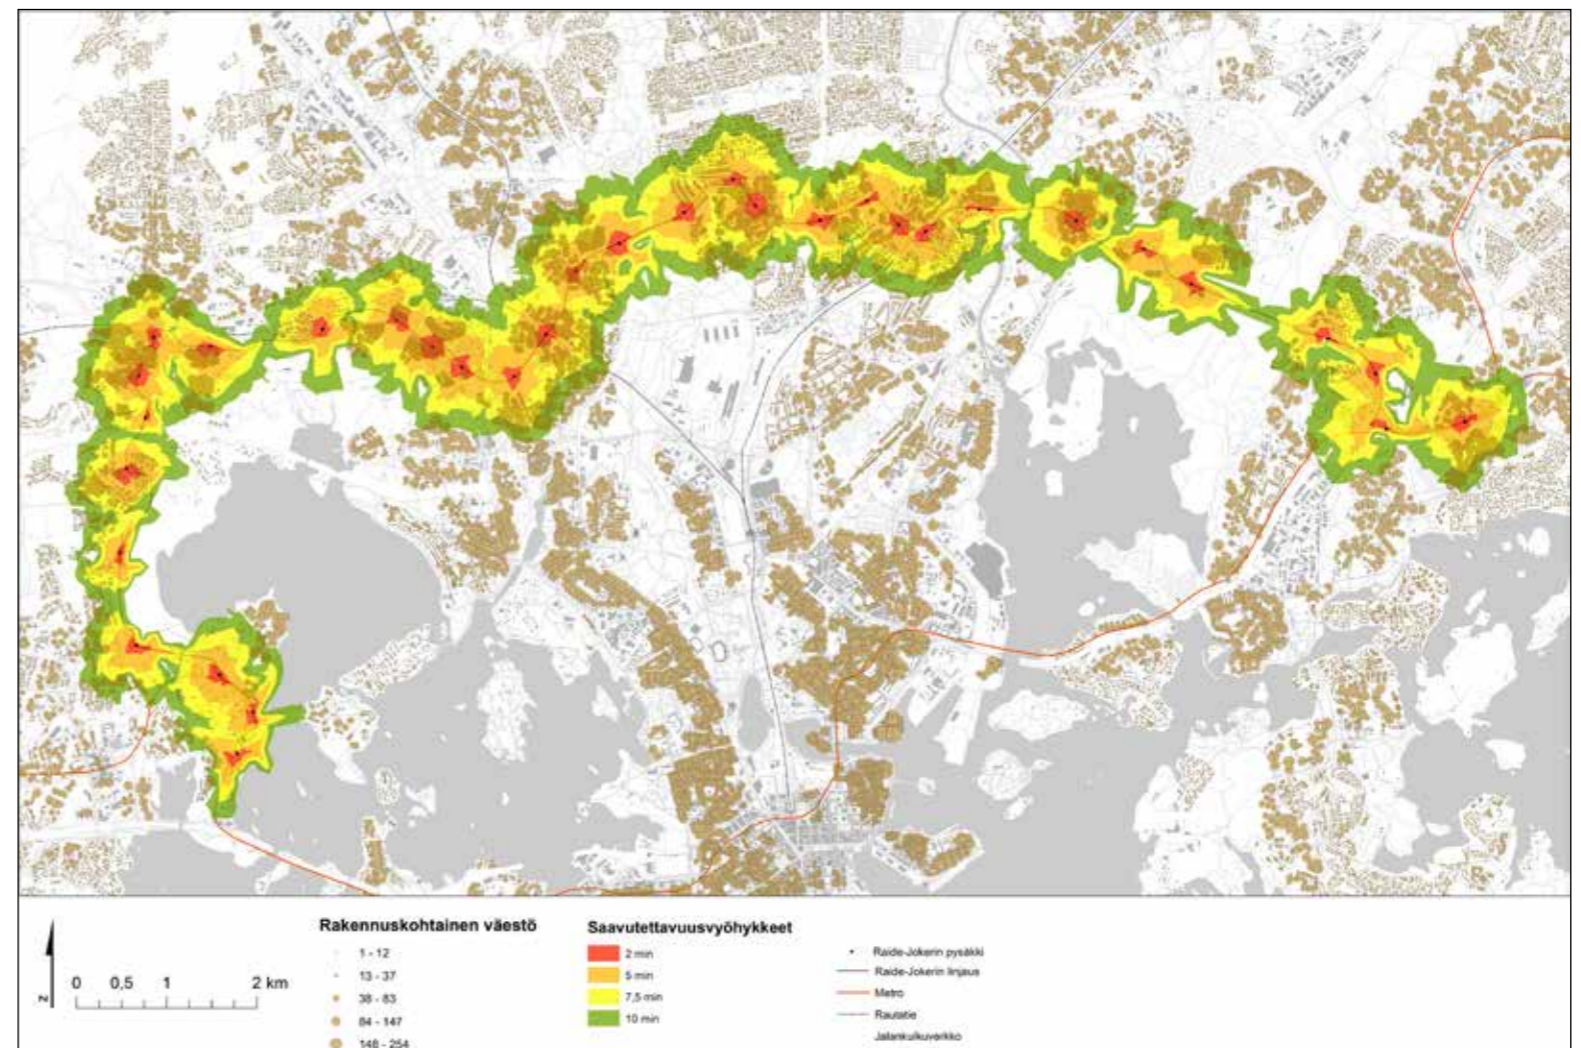 N
0 0,5 1 2 km
Rakennuskohtainen väestö
1 - 12
13 - 37
38 - 83
84 - 147
148 - 254
Saavutettavuusvyöhykkeet
2 min
5 min
7,5 min
10 min
Raide-Jokerin pysäkki
Raide-Jokerin linjaus
Metro
Rautatie
Jalankulkuverkko